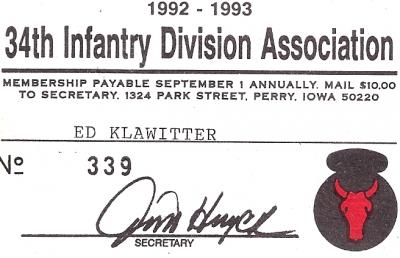 1992 - 1993
34th Infantry Division Association
MEMBERSHIP PAYABLE SEPTEMBER 1 ANNUALLY. MAIL $10.00
TO SECRETARY. 1324 PARK STREET, PERRY, IOWA 50220
ED KLAWITTER
Nº 339
SECRETARY